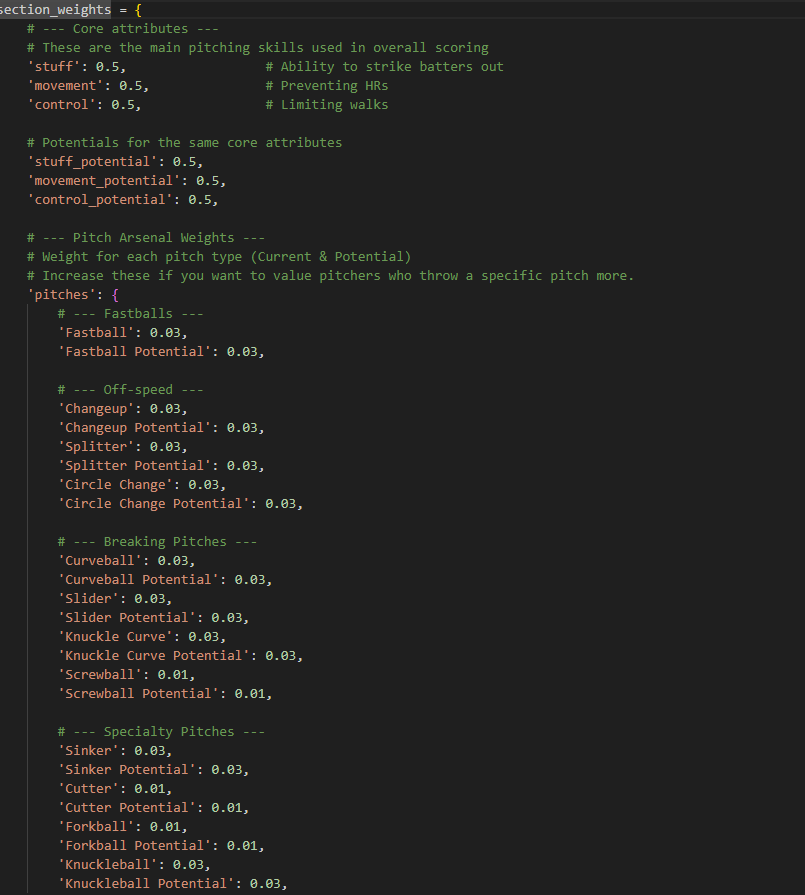 section_weights = {
# --- Core attributes ---
# These are the main pitching skills used in overall scoring
'stuff': 0.5, # Ability to strike batters out
'movement': 0.5, # Preventing HRs
'control': 0.5, # Limiting walks
# Potentials for the same core attributes
'stuff_potential': 0.5,
'movement_potential': 0.5,
'control_potential': 0.5,
# --- Pitch Arsenal Weights ---
# Weight for each pitch type (Current & Potential)
# Increase these if you want to value pitchers who throw a specific pitch more.
'pitches': {
# --- Fastballs ---
'Fastball': 0.03,
'Fastball Potential': 0.03,
# --- Off-speed ---
'Changeup': 0.03,
'Changeup Potential': 0.03,
'Splitter': 0.03,
'Splitter Potential': 0.03,
'Circle Change': 0.03,
'Circle Change Potential': 0.03,
# --- Breaking Pitches ---
'Curveball': 0.03,
'Curveball Potential': 0.03,
'Slider': 0.03,
'Slider Potential': 0.03,
'Knuckle Curve': 0.03,
'Knuckle Curve Potential': 0.03,
'Screwball': 0.01,
'Screwball Potential': 0.01,
# --- Specialty Pitches ---
'Sinker': 0.03,
'Sinker Potential': 0.03,
'Cutter': 0.01,
'Cutter Potential': 0.01,
'Forkball': 0.01,
'Forkball Potential': 0.01,
'Knuckleball': 0.03,
'Knuckleball Potential': 0.03,